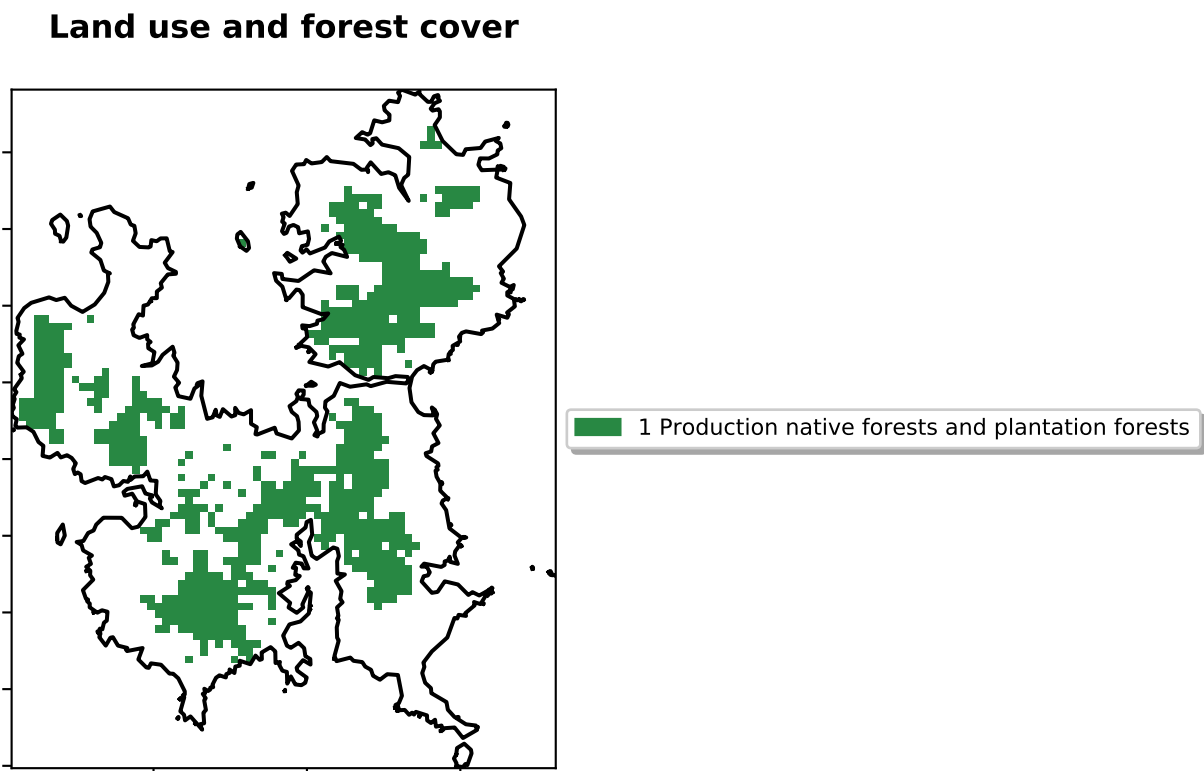 Land use and forest cover
1 Production native forests and plantation forests